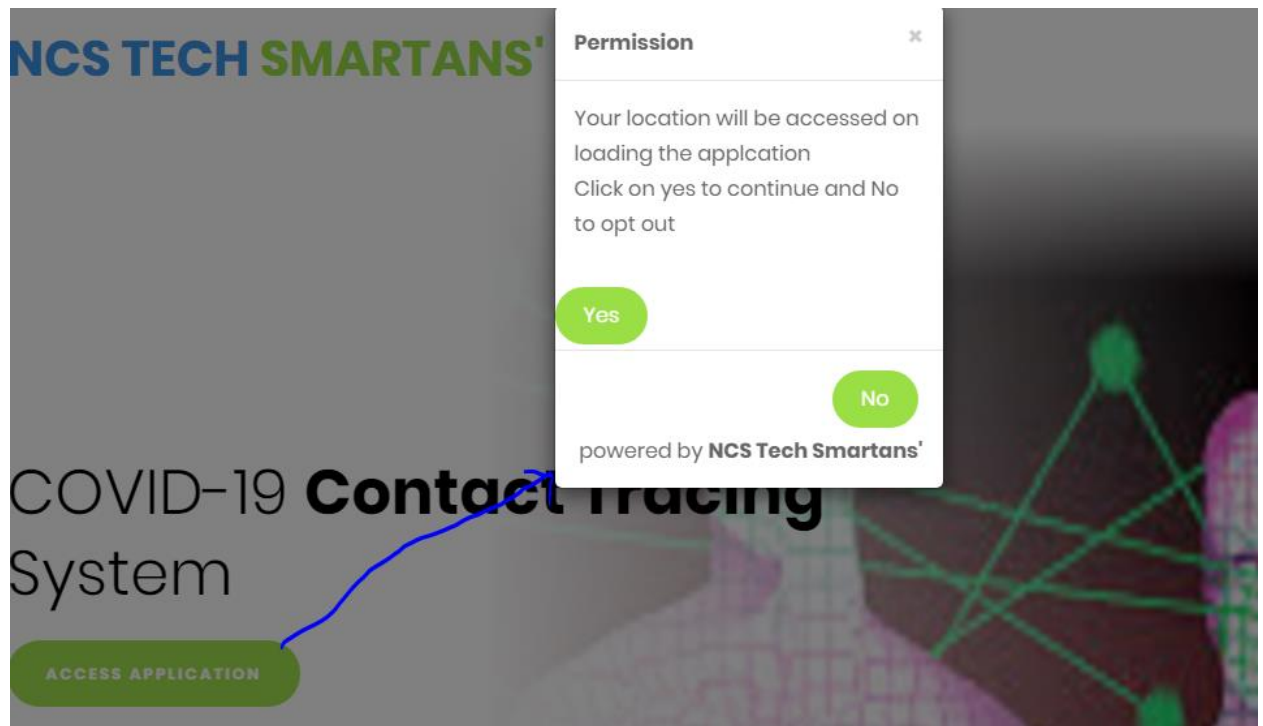 NCS TECH SMARTANS'
Permission
×
Your location will be accessed on
loading the applcation
Click on yes to continue and No
to opt out
Yes
No
powered by NCS Tech Smartans'
COVID-19 Contact Tracing
System
ACCESS APPLICATION